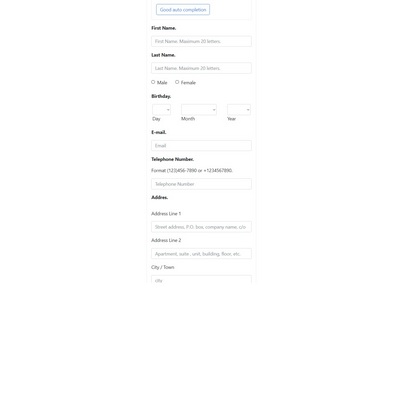 Good auto completion
First Name.
First Name. Maximum 20 letters.
Last Name.
Last Name. Maximum 20 letters.
Male Female
Birthday.
Day Month Year
E-mail.
Email
Telephone Number.
Format (123)456-7890 or +1234567890.
Telephone Number
Addres.
Address Line 1
Street address, P.O. box, company name, c/o
Address Line 2
Apartment, suite , unit, building, floor, etc.
City / Town
city